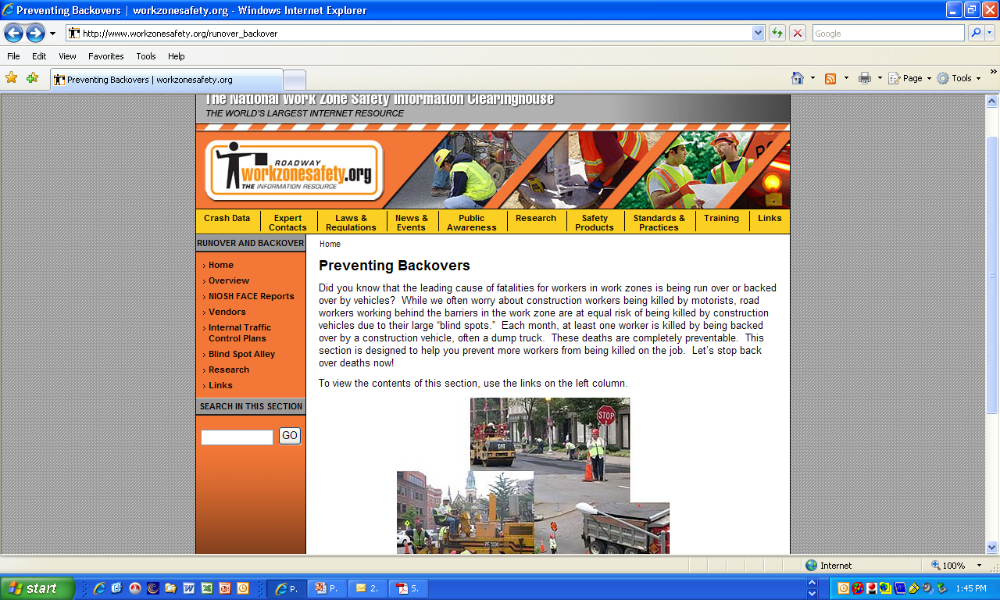 Preventing Backovers | workzonesafety.org - Windows Internet Explorer
http://www.workzonesafety.org/runover_backover
Google
File Edit View Favorites Tools Help
Preventing Backovers | workzonesafety.org
Page Tools
The National Work Zone Safety Information Clearinghouse
THE WORLD'S LARGEST INTERNET RESOURCE
ROADWAY
workzonesafety.org
THE INFORMATION RESOURCE
Crash Data
Expert Contacts
Laws & Regulations
News & Events
Public Awareness
Research
Safety Products
Standards & Practices
Training
Links
RUNOVER AND BACKOVER
Home
Overview
NIOSH FACE Reports
Vendors
Internal Traffic
Control Plans
Blind Spot Alley
Research
Links
SEARCH IN THIS SECTION
GO
Home
Preventing Backovers
Did you know that the leading cause of fatalities for workers in work zones is being run over or backed
over by vehicles?  While we often worry about construction workers being killed by motorists, road
workers working behind the barriers in the work zone are at equal risk of being killed by construction
vehicles due to their large “blind spots.”  Each month, at least one worker is killed by being backed
over by a construction vehicle, often a dump truck.  These deaths are completely preventable.  This
section is designed to help you prevent more workers from being killed on the job.  Let’s stop back
over deaths now!
To view the contents of this section, use the links on the left column.
STOP
CAT
PF-3200
Internet
100%
start
P.
P.
2.
S.
1:45 PM